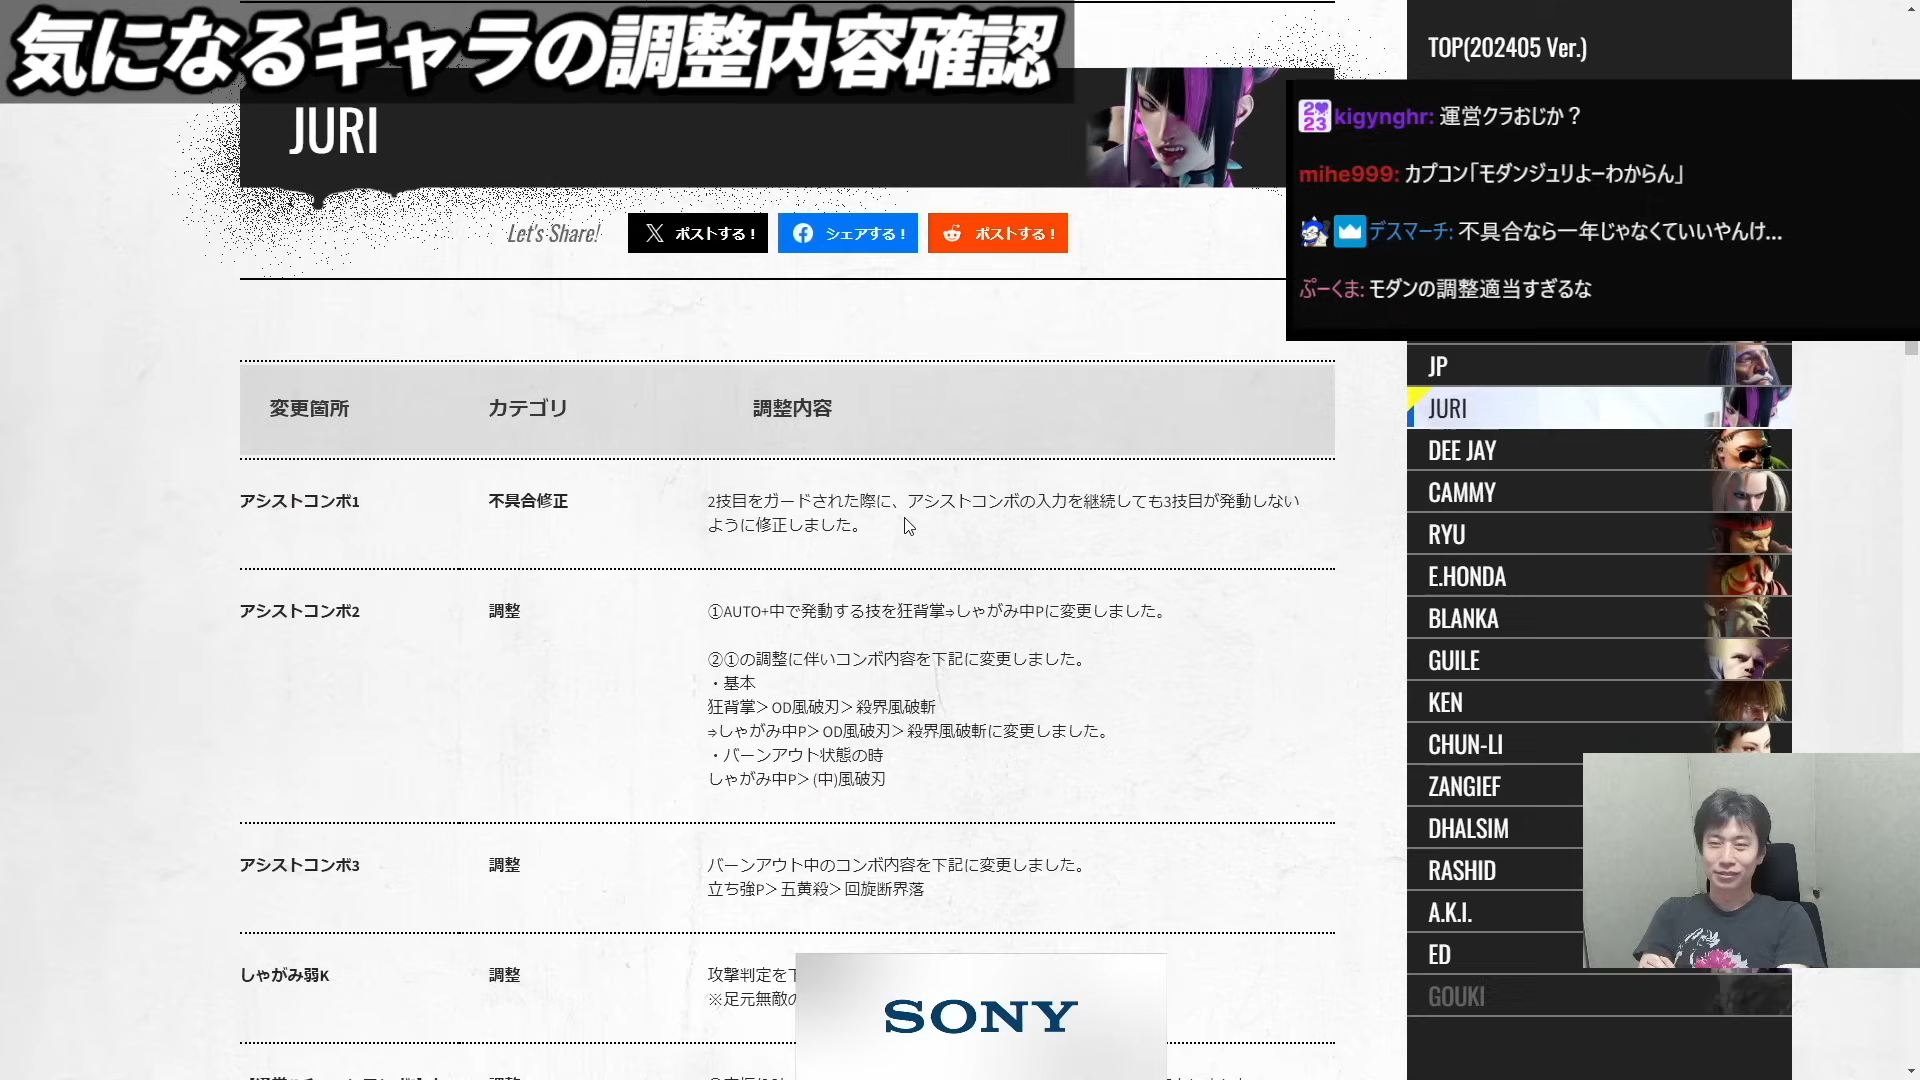 気になるキャラの調整内容確認
JURI
Let's Share!
ポストする！
シェアする！
ポストする！
TOP(202405 Ver.)
kigynghr: 運営クラおじか？
mihe999: カプコン「モダンジュリよーわからん」
デスマーチ: 不具合なら一年じゃなくていいやんけ...
ぷーくま: モダンの調整適当すぎるな
変更箇所 カテゴリ 調整内容
アシストコンボ1 不具合修正 2技目をガードされた際に、アシストコンボの入力を継続しても3技目が発動しない
ように修正しました。
アシストコンボ2 調整 ①AUTO+中で発動する技を狂背掌⇒しゃがみ中Pに変更しました。
②①の調整に伴いコンボ内容を下記に変更しました。
・基本
狂背掌＞OD風破刃＞殺界風破斬
⇒しゃがみ中P＞OD風破刃＞殺界風破斬に変更しました。
・バーンアウト状態の時
しゃがみ中P＞(中)風破刃
アシストコンボ3 調整 バーンアウト中のコンボ内容を下記に変更しました。
立ち強P＞五黄殺＞回旋断界落
しゃがみ弱K 調整 攻撃判定を下
※足元無敵の
SONY
JP
JURI
DEE JAY
CAMMY
RYU
E.HONDA
BLANKA
GUILE
KEN
CHUN-LI
ZANGIEF
DHALSIM
RASHID
A.K.I.
ED
GOUKI